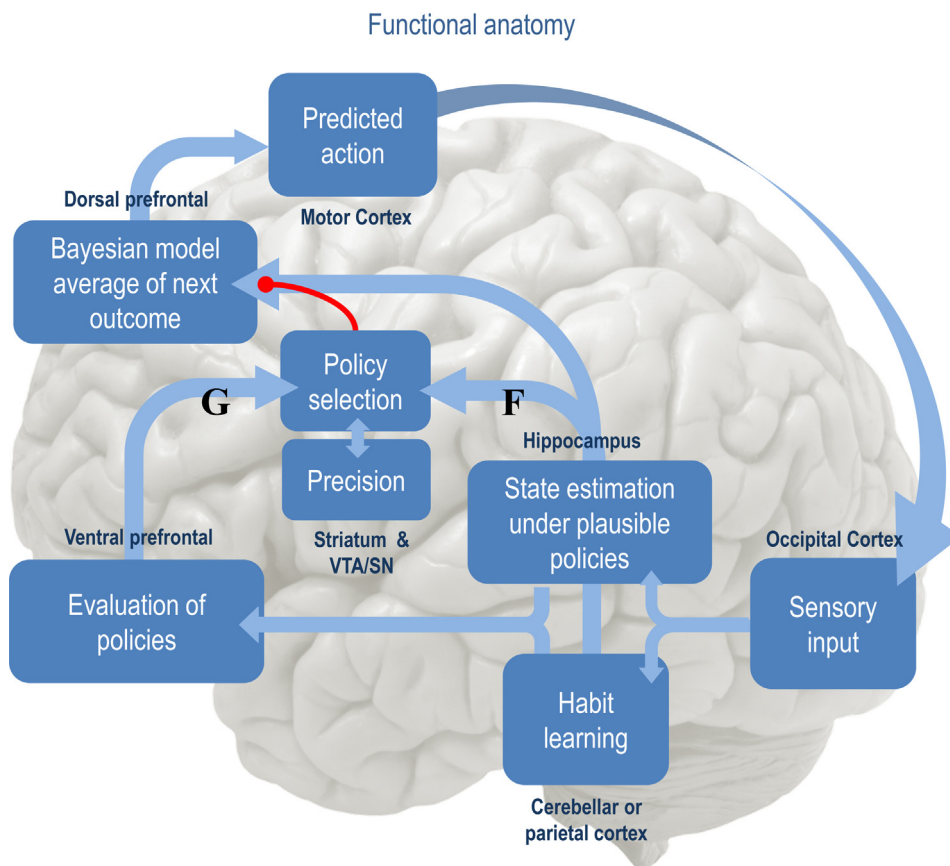 Functional anatomy
Predicted
action
Motor Cortex
Dorsal prefrontal
Bayesian model
average of next
outcome
Policy
selection
G
F
Precision
Striatum & 
VTA/SN
Hippocampus
State estimation
under plausible
policies
Ventral prefrontal
Evaluation of
policies
Occipital Cortex
Sensory
input
Habit
learning
Cerebellar or
parietal cortex